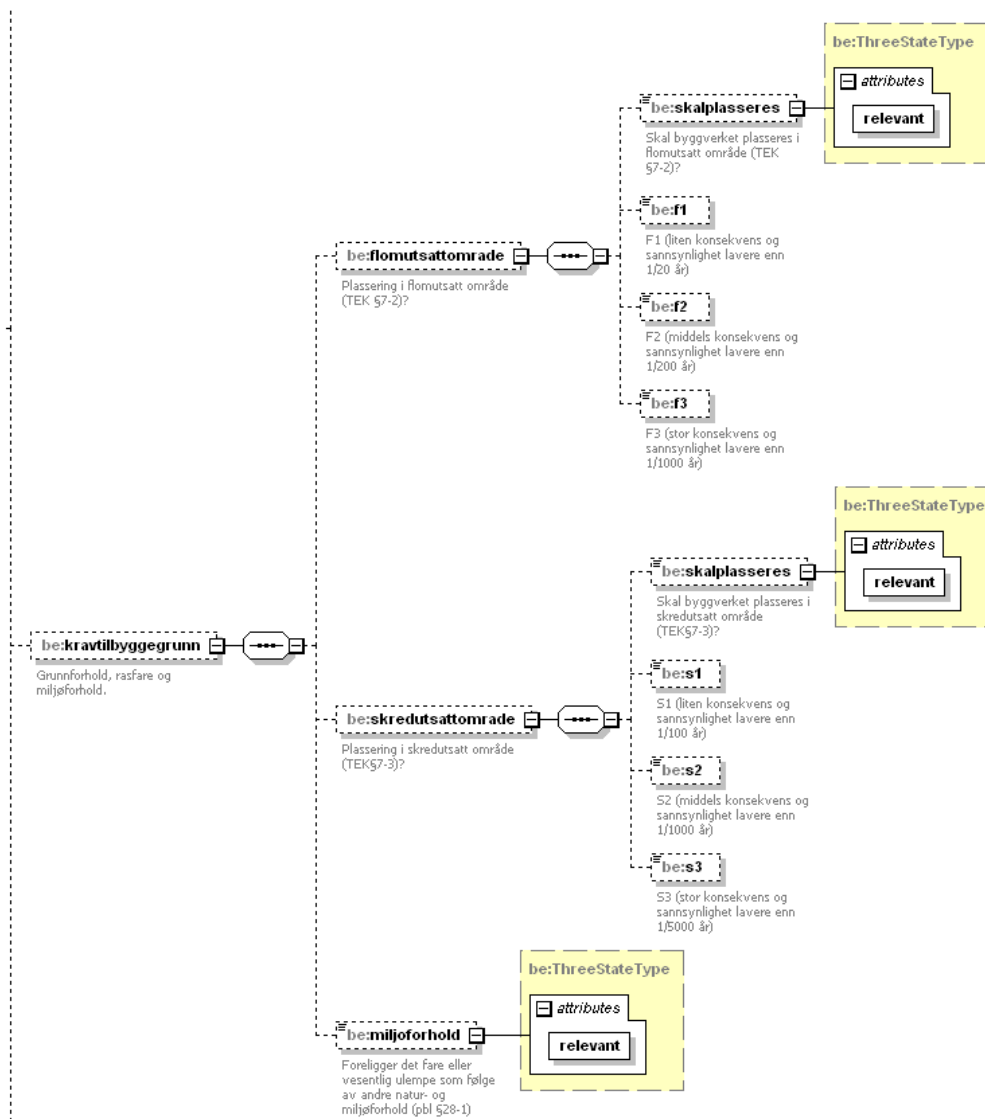 be:ThreeStateType
attributes
be:skalplasseres
relevant
Skal byggverket plasseres i
flomutsatt område (TEK
§7-2)?
be:f1
F1 (liten konsekvens og
sannsynlighet lavere enn
1/20 år)
be:flomutsattomrade
Plassering i flomutsatt område
(TEK §7-2)?
be:f2
F2 (middels konsekvens og
sannsynlighet lavere enn
1/200 år)
be:f3
F3 (stor konsekvens og
sannsynlighet lavere enn
1/1000 år)
be:ThreeStateType
attributes
be:skalplasseres
relevant
Skal byggverket plasseres i
skredutsatt område
(TEK§7-3)?
be:kravtilbyggegrunn
Grunnforhold, rasfare og
miljøforhold.
be:s1
S1 (liten konsekvens og
sannsynlighet lavere enn
1/100 år)
be:skredutsattomrade
Plassering i skredutsatt område
(TEK§7-3)?
be:s2
S2 (middels konsekvens og
sannsynlighet lavere enn
1/1000 år)
be:s3
S3 (stor konsekvens og
sannsynlighet lavere enn
1/5000 år)
be:ThreeStateType
attributes
be:miljoforhold
relevant
Foreligger det fare eller
vesentlig ulempe som følge
av andre natur- og
miljøforhold (pbl §28-1)